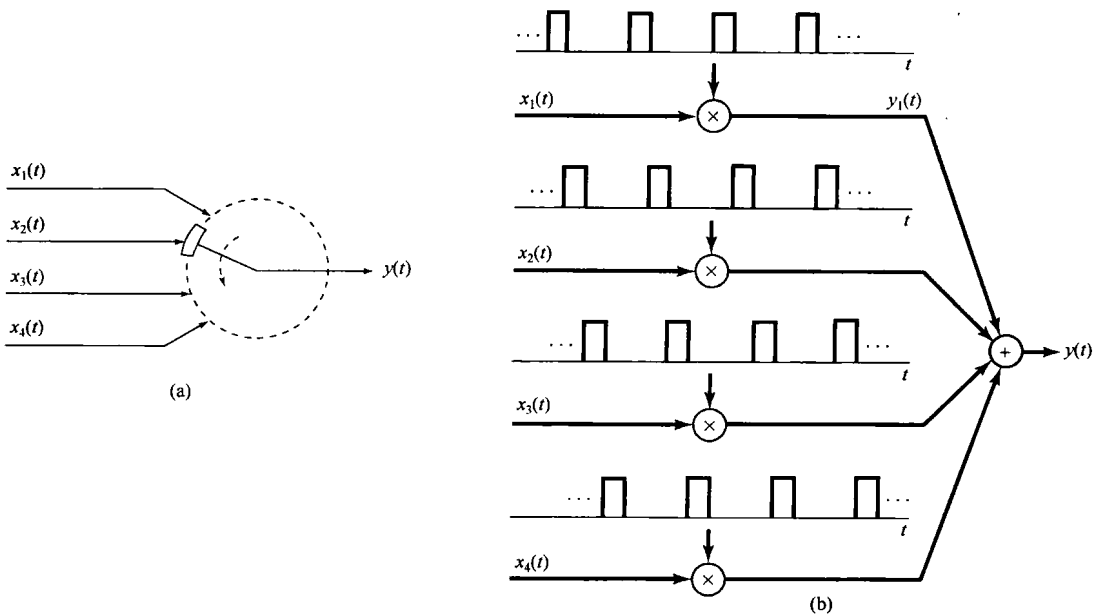 x₁(t)
x₂(t)
x₃(t)
x₄(t)
y(t)
(a)
... ...
t
x₁(t)
y₁(t)
... ...
t
x₂(t)
×
... ...
t
x₃(t)
×
... ...
t
x₄(t)
×
×
+
y(t)
(b)